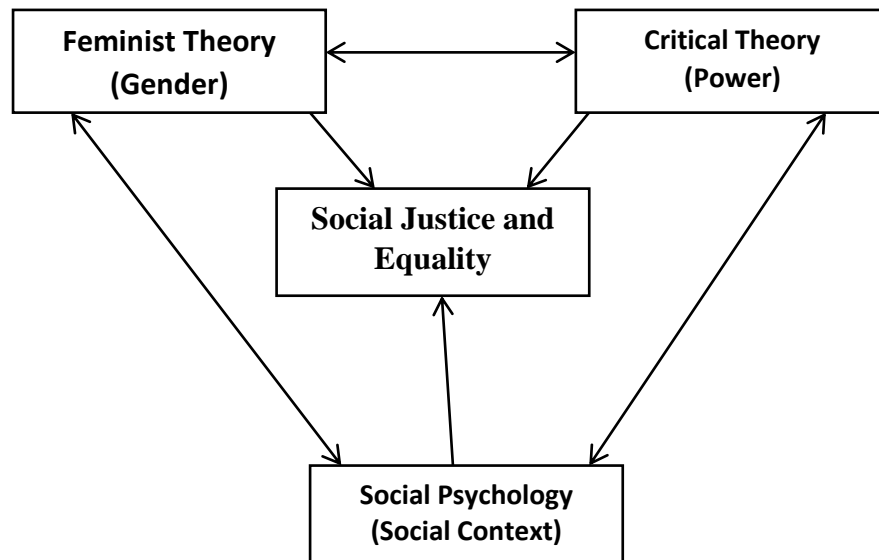 Feminist Theory
(Gender)
Critical Theory
(Power)
Social Justice and
Equality
Social Psychology
(Social Context)